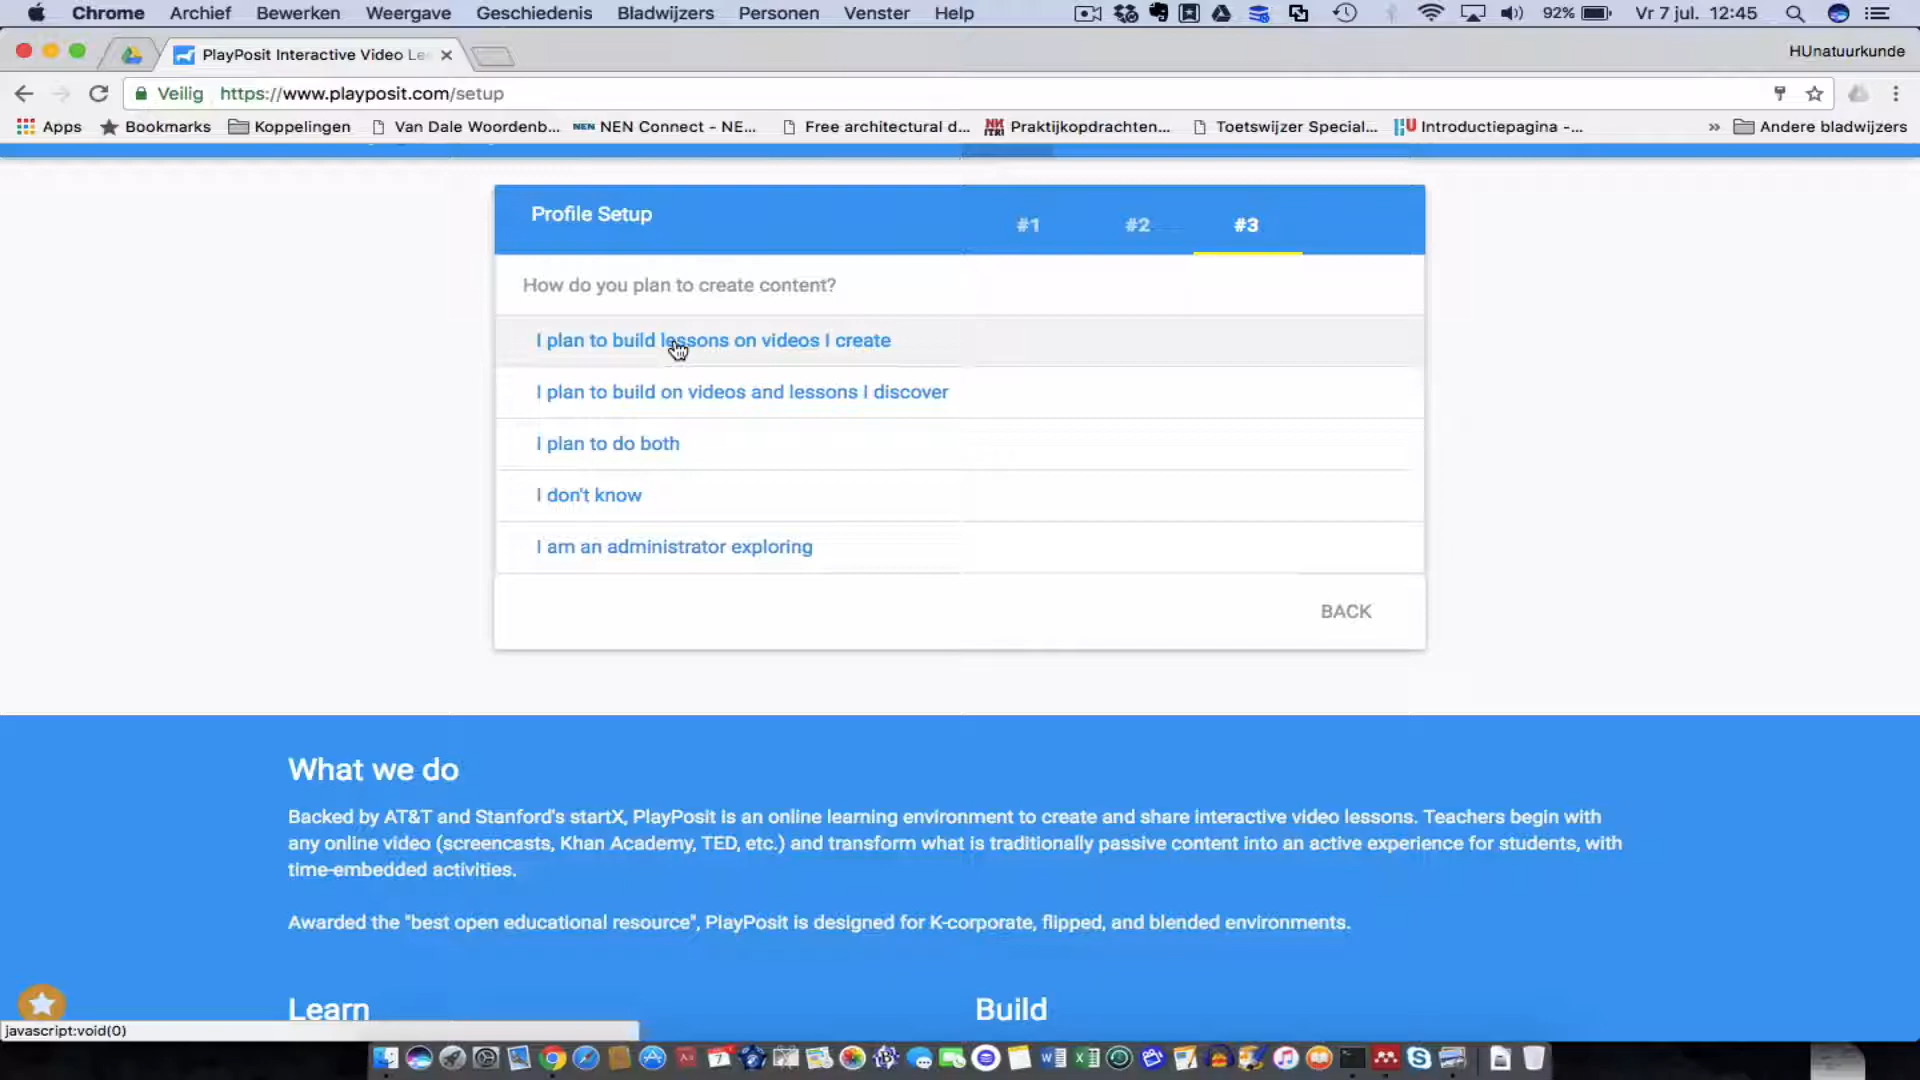 Chrome Archief Bewerken Weergave Geschiedenis Bladwijzers Personen Venster Help 92% Vr 7 jul. 12:45
PlayPosit Interactive Video Le HUnatuurkunde
Veilig https://www.playposit.com/setup
Apps Bookmarks Koppelingen Van Dale Woordenb... NEN NEN Connect - NE... Free architectural d... Praktijkopdrachten... Toetswijzer Special... Introductiepagina -... » Andere bladwijzers
Profile Setup #1 #2 #3
How do you plan to create content?
I plan to build lessons on videos I create
I plan to build on videos and lessons I discover
I plan to do both
I don't know
I am an administrator exploring
BACK
What we do
Backed by AT&T and Stanford's startX, PlayPosit is an online learning environment to create and share interactive video lessons. Teachers begin with
any online video (screencasts, Khan Academy, TED, etc.) and transform what is traditionally passive content into an active experience for students, with
time-embedded activities.
Awarded the "best open educational resource", PlayPosit is designed for K-corporate, flipped, and blended environments.
Learn Build
javascript:void(0)